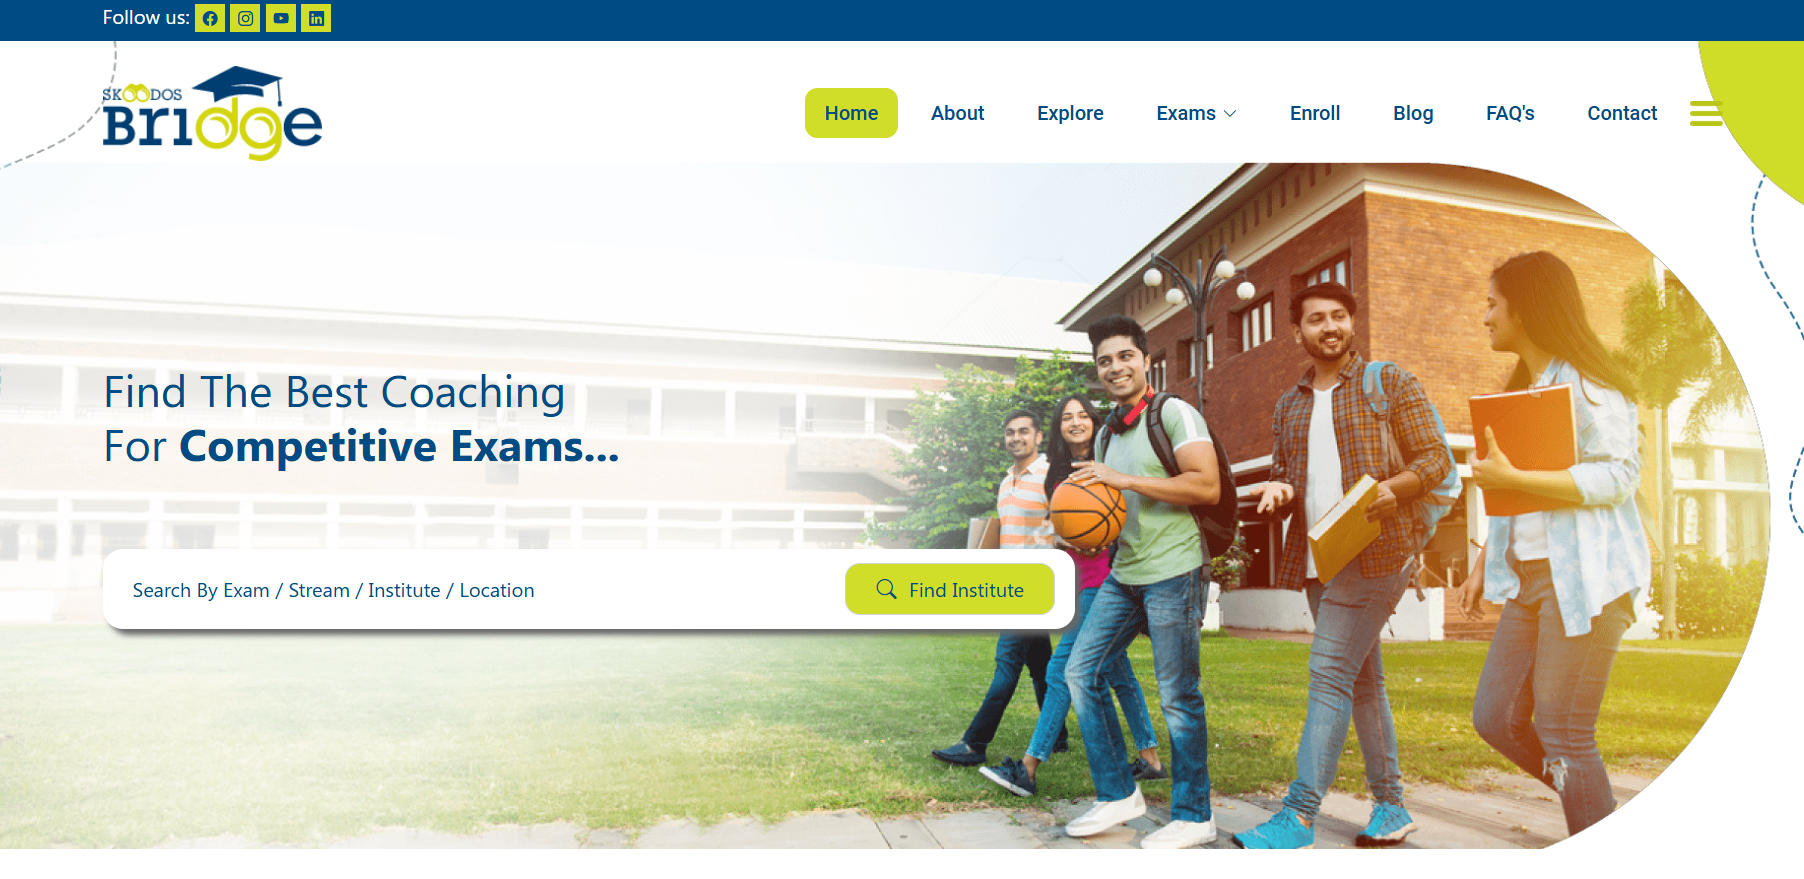 Follow us:
SKOODOS
Bridge
Home About Explore Exams Enroll Blog FAQ's Contact
Find The Best Coaching
For Competitive Exams...
Search By Exam / Stream / Institute / Location
Find Institute